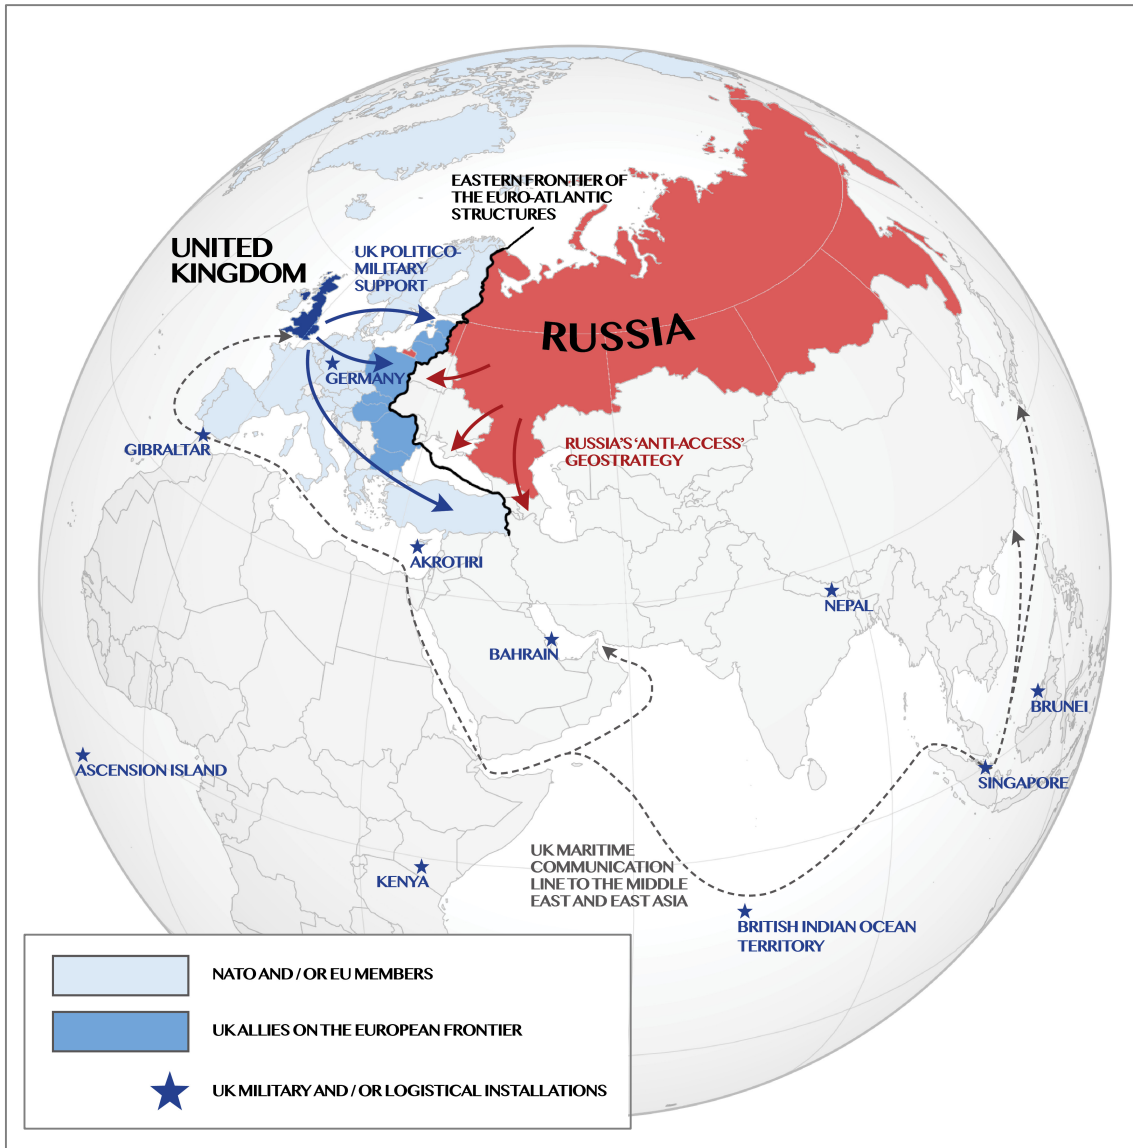 EASTERN FRONTIER OF
THE EURO-ATLANTIC
STRUCTURES
UNITED
KINGDOM
UK POLITICO-
MILITARY
SUPPORT
RUSSIA
GERMANY
GIBRALTAR
RUSSIA'S ‘ANTI-ACCESS’
GEOSTRATEGY
AKROTIRI
NEPAL
BAHRAIN
BRUNEI
ASCENSION ISLAND
SINGAPORE
KENYA
UK MARITIME
COMMUNICATION
LINE TO THE MIDDLE
EAST AND EAST ASIA
BRITISH INDIAN OCEAN
TERRITORY
NATO AND / OR EU MEMBERS
UK ALLIES ON THE EUROPEAN FRONTIER
UK MILITARY AND / OR LOGISTICAL INSTALLATIONS